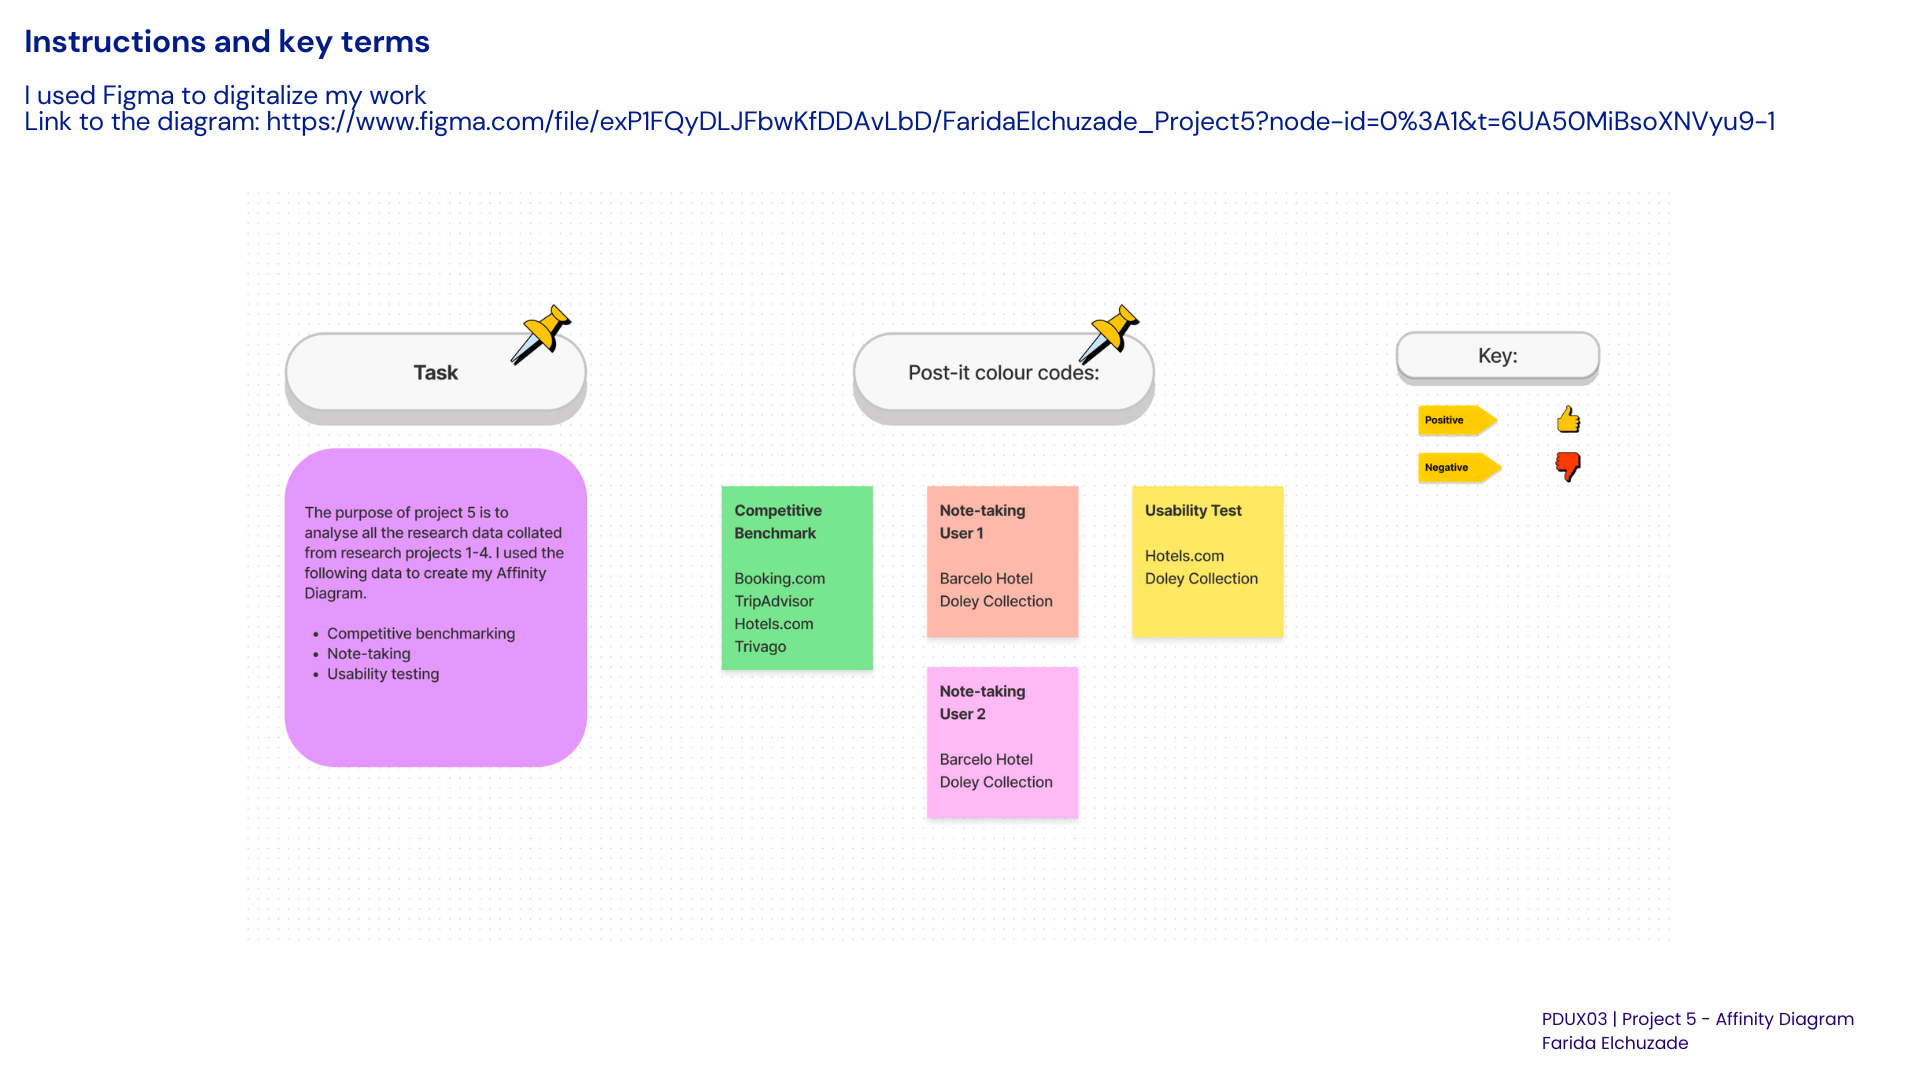 Instructions and key terms
I used Figma to digitalize my work
Link to the diagram: https://www.figma.com/file/exP1FQyDLJFbwKfDDAvLbD/FaridaElchuzade_Project5?node-id=0%3A1&t=6UA50MiBsoXNVyu9-1
Task
The purpose of project 5 is to
analyse all the research data collated
from research projects 1-4. I used the
following data to create my Affinity
Diagram.
• Competitive benchmarking
• Note-taking
• Usability testing
Post-it colour codes:
Competitive
Benchmark
Booking.com
TripAdvisor
Hotels.com
Trivago
Note-taking
User 1
Barcelo Hotel
Doley Collection
Usability Test
Hotels.com
Doley Collection
Note-taking
User 2
Barcelo Hotel
Doley Collection
Key:
Positive
Negative
PDUX03 | Project 5 - Affinity Diagram
Farida Elchuzade